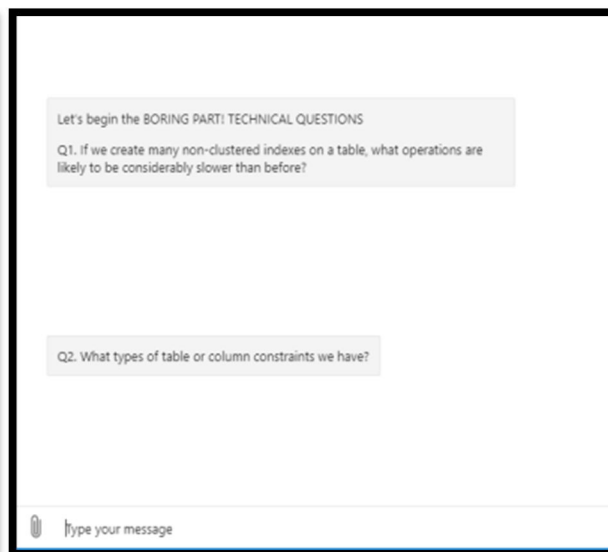 Let's begin the BORING PART! TECHNICAL QUESTIONS
Q1. If we create many non-clustered indexes on a table, what operations are
likely to be considerably slower than before?
Q2. What types of table or column constraints we have?
Type your message